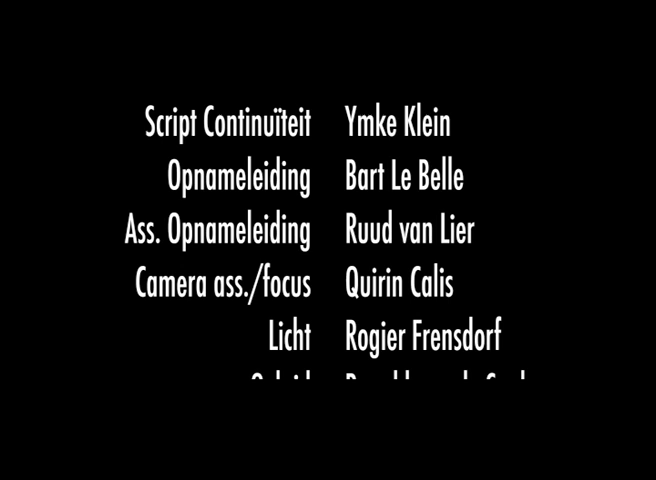 Script Continuïteit Ymke Klein
Opnameleiding Bart Le Belle
Ass. Opnameleiding Ruud van Lier
Camera ass./focus Quirin Calis
Licht Rogier Frensdorf